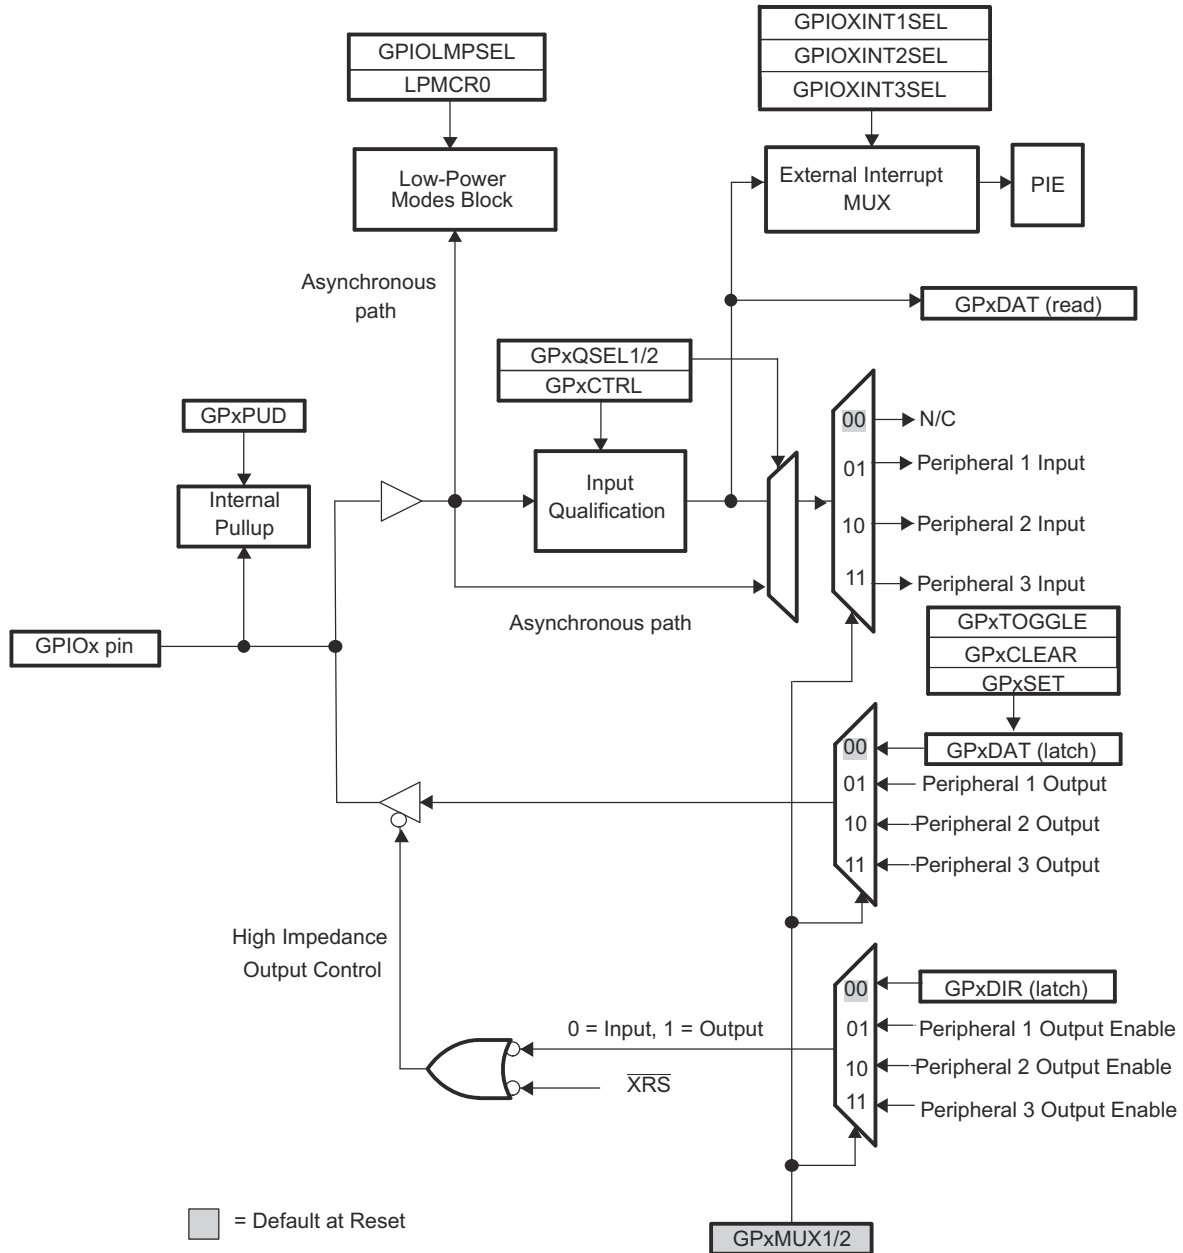 GPIOLMPSEL
LPMCR0
Low-Power
Modes Block
GPIOXINT1SEL
GPIOXINT2SEL
GPIOXINT3SEL
External Interrupt
MUX
PIE
Asynchronous
path
GPxDAT (read)
GPxQSEL1/2
GPxCTRL
GPxPUD
Internal
Pullup
Input
Qualification
00
N/C
01
Peripheral 1 Input
10
Peripheral 2 Input
11
Peripheral 3 Input
Asynchronous path
GPIOx pin
GPxTOGGLE
GPxCLEAR
GPxSET
00
GPxDAT (latch)
01
Peripheral 1 Output
10
Peripheral 2 Output
11
Peripheral 3 Output
High Impedance
Output Control
00
GPxDIR (latch)
0 = Input, 1 = Output
01
Peripheral 1 Output Enable
10
Peripheral 2 Output Enable
XRS
11
Peripheral 3 Output Enable
= Default at Reset
GPxMUX1/2